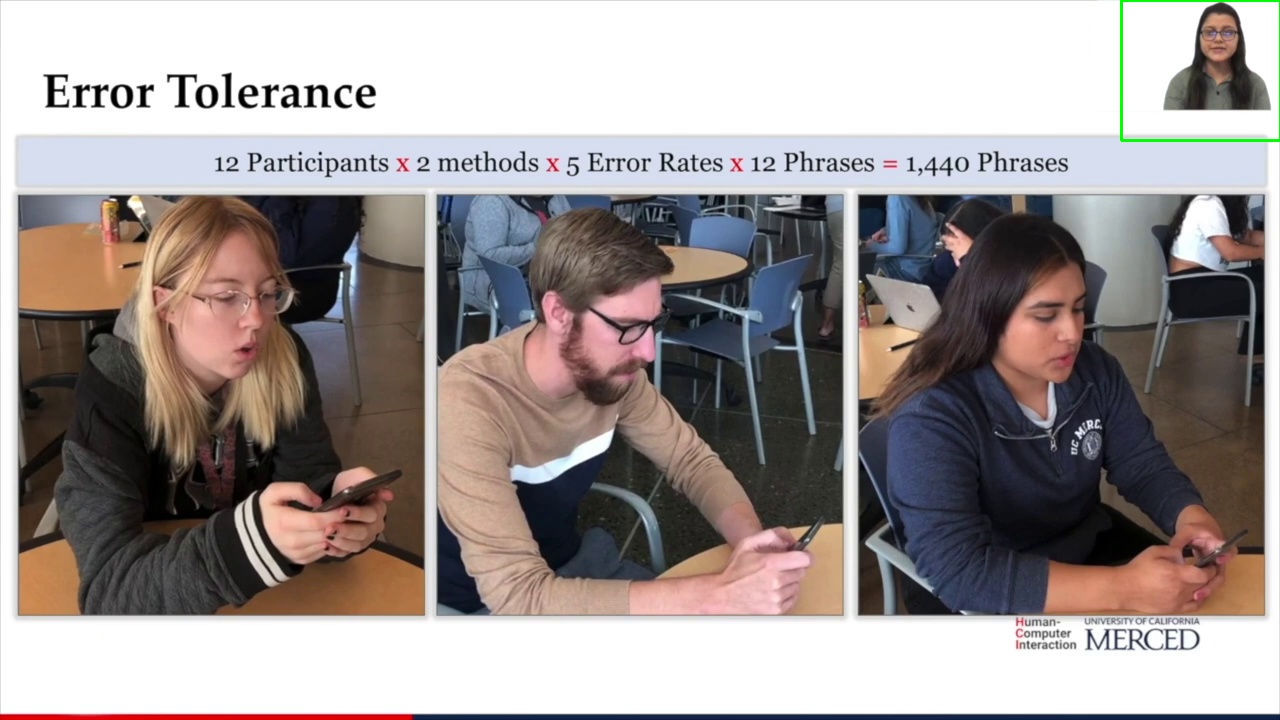 Error Tolerance
12 Participants x 2 methods x 5 Error Rates x 12 Phrases = 1,440 Phrases
UC MERC
Human-
Computer
Interaction
UNIVERSITY OF CALIFORNIA
MERCED